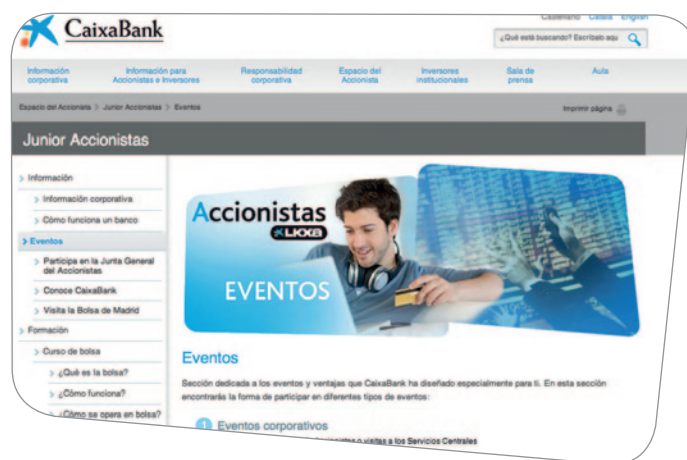 Castellano Català English
CaixaBank
¿Qué está buscando? Escríbalo aquí
Información corporativa
Información para Accionistas e Inversores
Responsabilidad corporativa
Espacio del Accionista
Inversores institucionales
Sala de prensa
Aula
Espacio del Accionista > Junior Accionistas > Eventos
Imprimir página
Junior Accionistas
> Información
> Información corporativa
> Cómo funciona un banco
> Eventos
> Participa en la Junta General
del Accionistas
> Conoce CaixaBank
> Visita la Bolsa de Madrid
> Formación
> Curso de bolsa
> ¿Qué es la bolsa?
> ¿Cómo funciona?
> ¿Cómo se opera en bolsa?
Accionistas
LKXA
EVENTOS
Eventos
Sección dedicada a los eventos y ventajas que CaixaBank ha diseñado especialmente para ti. En esta sección
encontrarás la forma de participar en diferentes tipos de eventos:
1 Eventos corporativos
o visitas a los Servicios Centrales